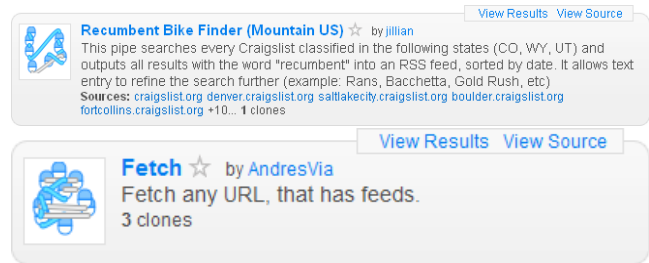 View Results View Source
Recumbent Bike Finder (Mountain US) by jillian
This pipe searches every Craigslist classified in the following states (CO, WY, UT) and
outputs all results with the word "recumbent" into an RSS feed, sorted by date. It allows text
entry to refine the search further (example: Rans, Bacchetta, Gold Rush, etc)
Sources: craigslist.org denver.craigslist.org saltlakecity.craigslist.org boulder.craigslist.org
fortcollins.craigslist.org +10... 1 clones
View Results View Source
Fetch by AndresVia
Fetch any URL, that has feeds.
3 clones